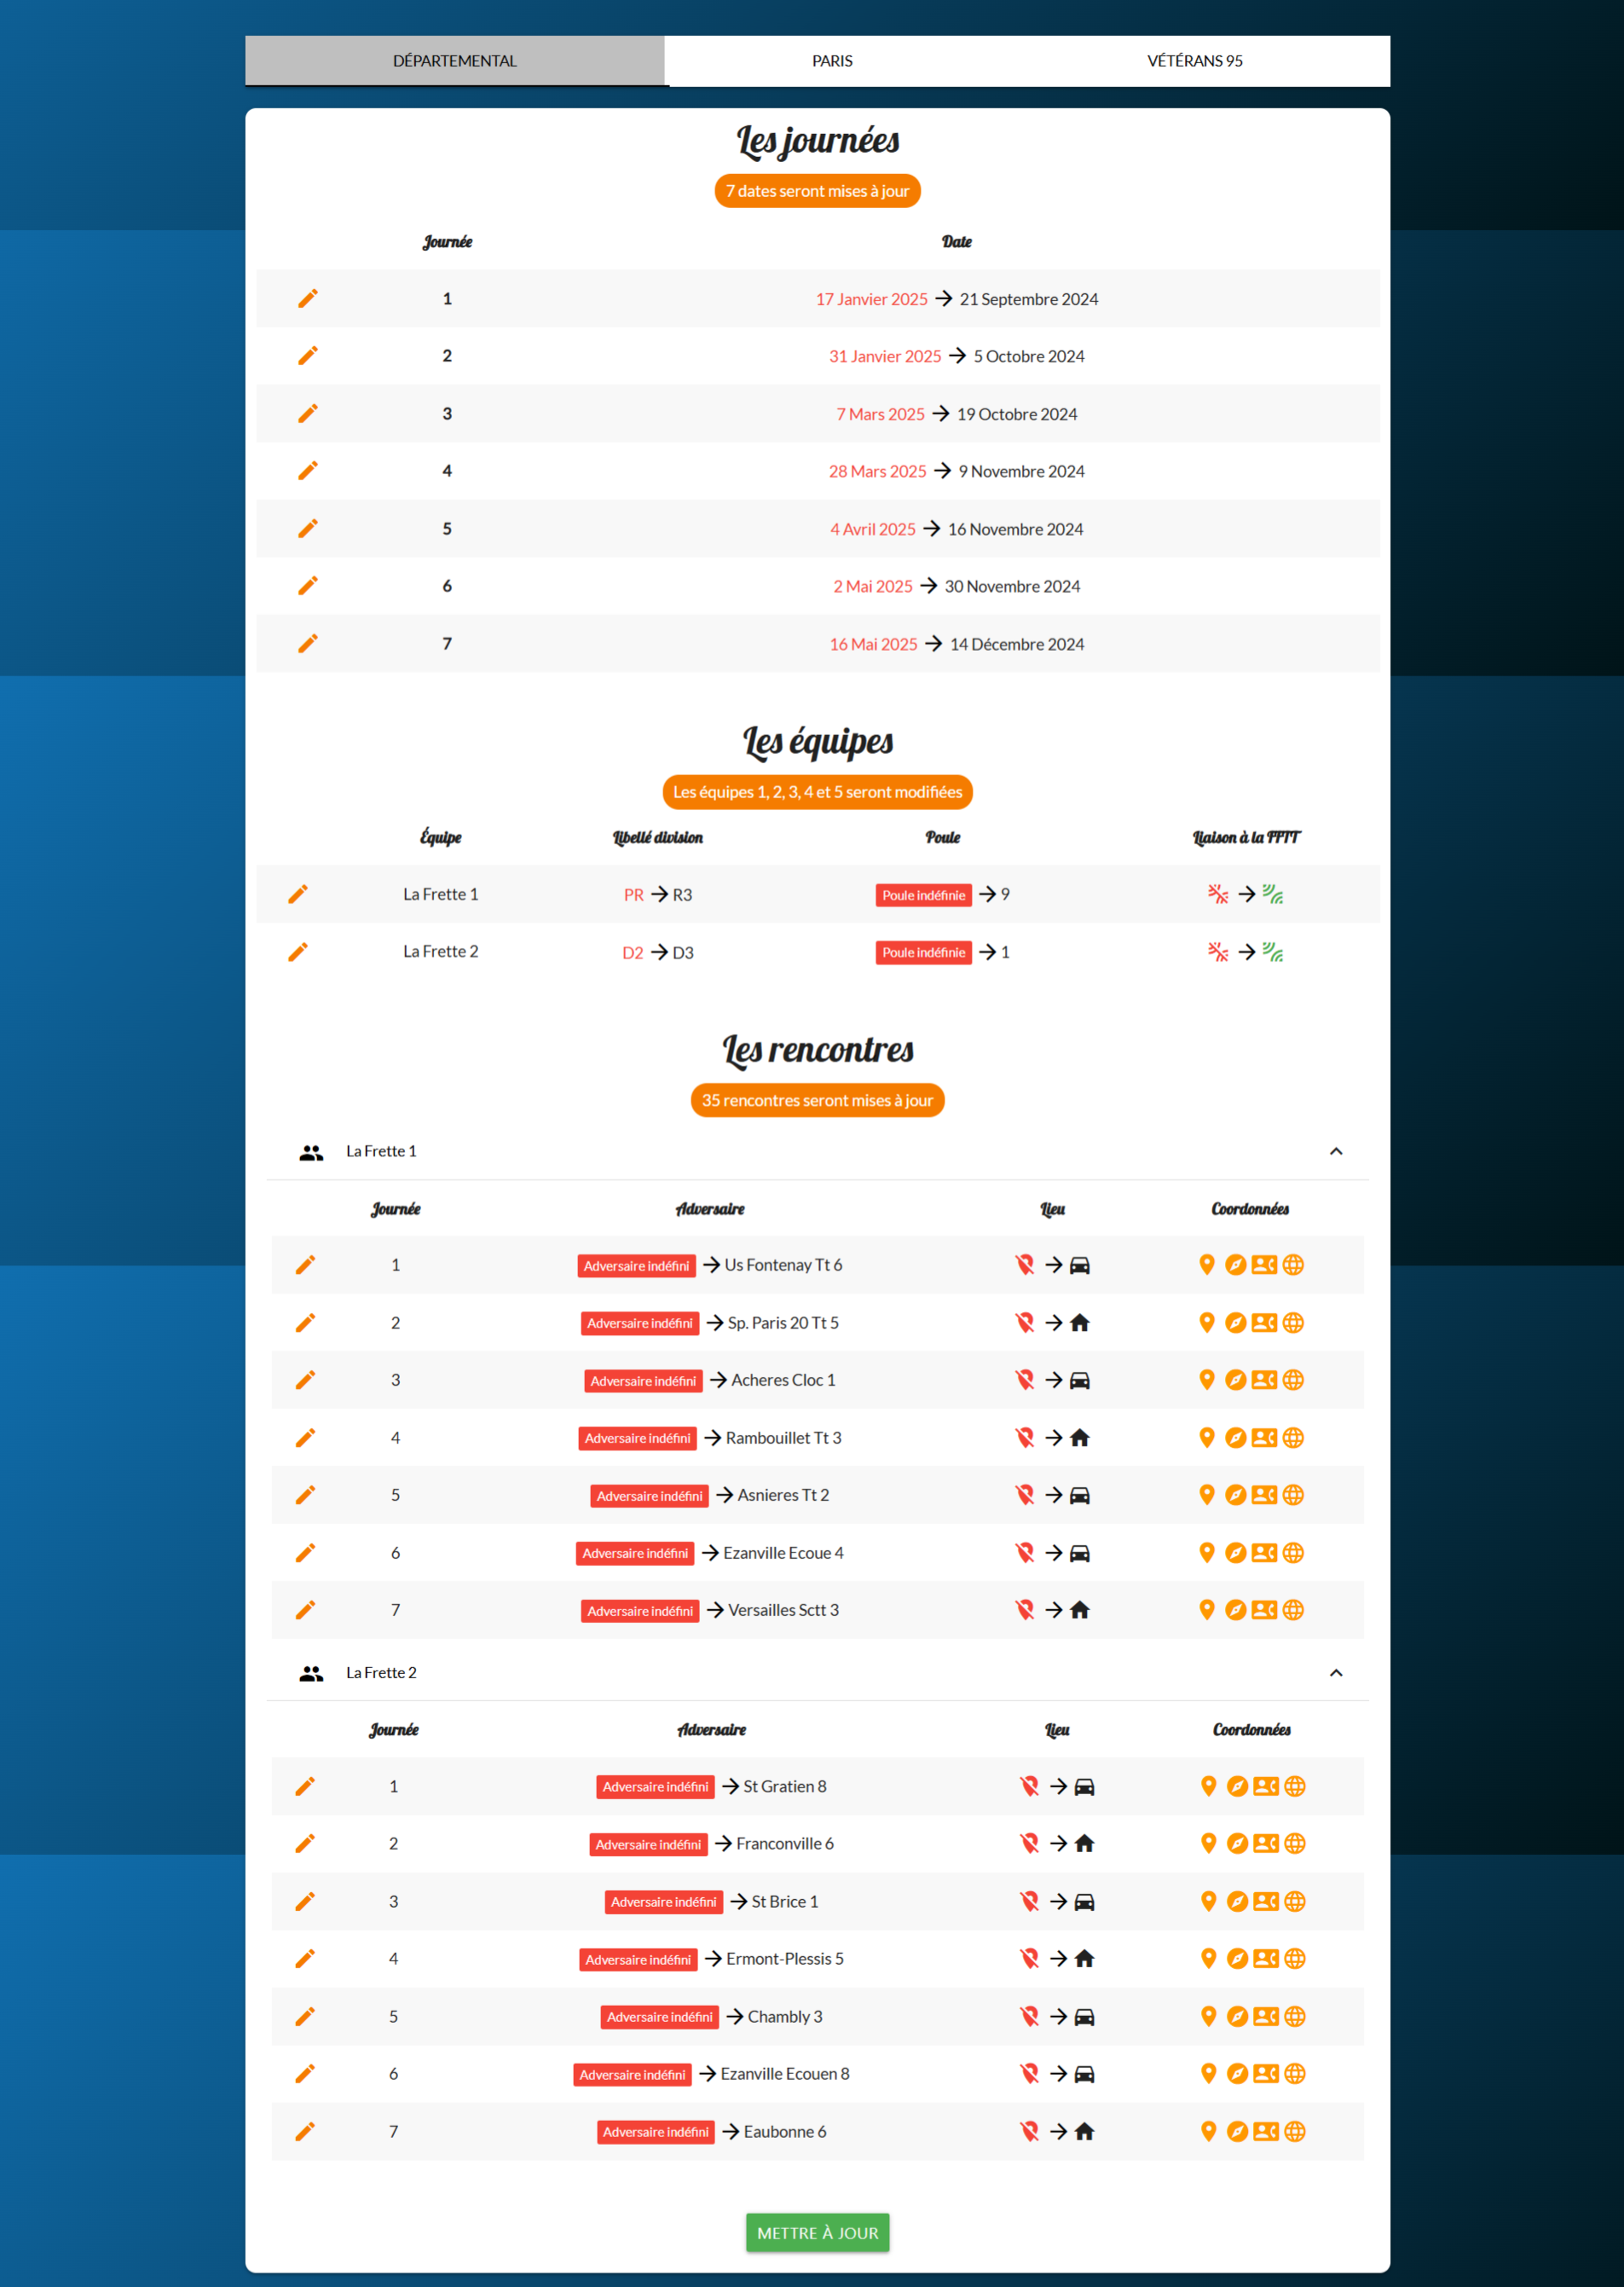 DÉPARTEMENTAL PARIS VÉTÉRANS 95
Les journées
7 dates seront mises à jour
Journée Date
1 17 Janvier 2025 → 21 Septembre 2024
2 31 Janvier 2025 → 5 Octobre 2024
3 7 Mars 2025 → 19 Octobre 2024
4 28 Mars 2025 → 9 Novembre 2024
5 4 Avril 2025 → 16 Novembre 2024
6 2 Mai 2025 → 30 Novembre 2024
7 16 Mai 2025 → 14 Décembre 2024
Les équipes
Les équipes 1, 2, 3, 4 et 5 seront modifiées
Équipe Libellé division Poule Liaison à la FFTT
La Frette 1 PR → R3 Poule indéfinie → 9
La Frette 2 D2 → D3 Poule indéfinie → 1
Les rencontres
35 rencontres seront mises à jour
La Frette 1
Journée Adversaire Lieu Coordonnées
1 Adversaire indéfini → Us Fontenay Tt 6
2 Adversaire indéfini → Sp. Paris 20 Tt 5
3 Adversaire indéfini → Acheres Cloc 1
4 Adversaire indéfini → Rambouillet Tt 3
5 Adversaire indéfini → Asnieres Tt 2
6 Adversaire indéfini → Ezanville Ecoue 4
7 Adversaire indéfini → Versailles Sctt 3
La Frette 2
Journée Adversaire Lieu Coordonnées
1 Adversaire indéfini → St Gratien 8
2 Adversaire indéfini → Franconville 6
3 Adversaire indéfini → St Brice 1
4 Adversaire indéfini → Ermont-Plessis 5
5 Adversaire indéfini → Chambly 3
6 Adversaire indéfini → Ezanville Ecouen 8
7 Adversaire indéfini → Eaubonne 6
METTRE À JOUR